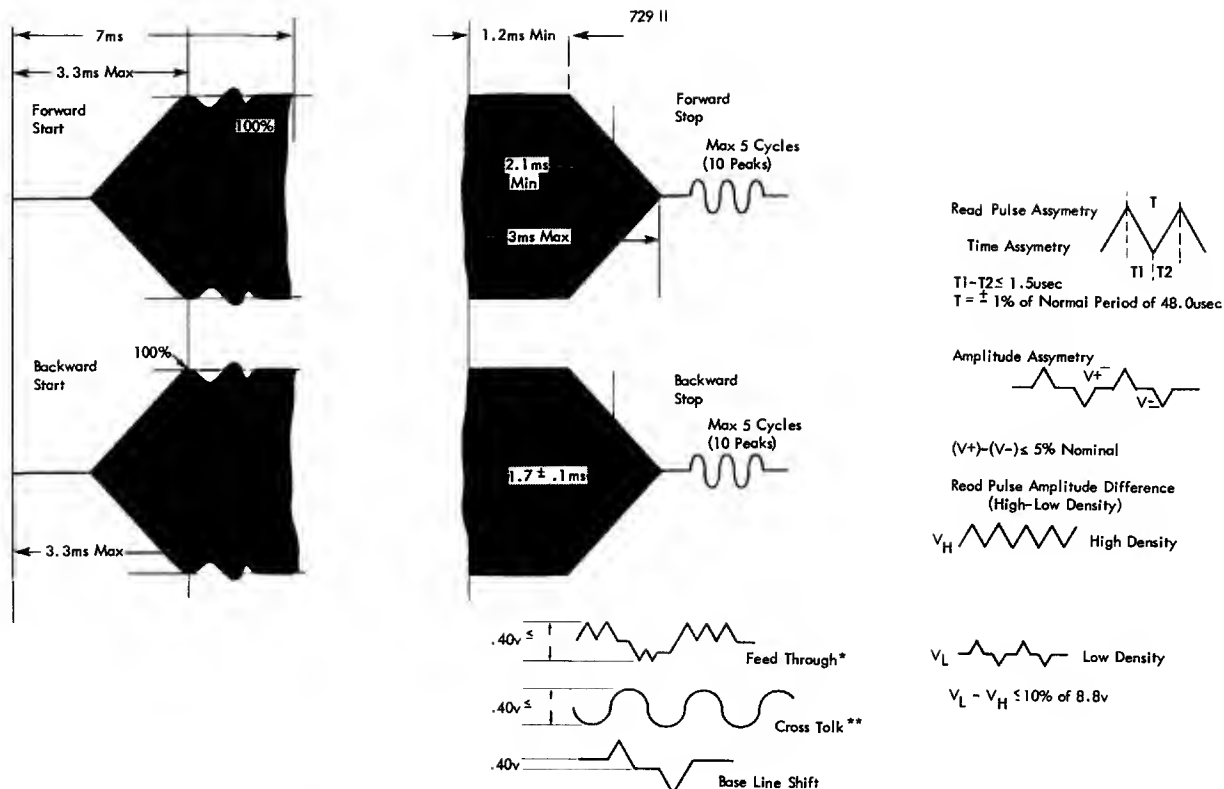 729 II
7ms
1.2ms Min
3.3ms Max
Forward
Start
100%
Forward
Stop
Max 5 Cycles
(10 Peaks)
2.1ms
Min
3ms Max
Read Pulse Assymetry
T
Time Assymetry
T1 T2
T1-T2≤ 1.5usec
T = ± 1% of Normal Period of 48.0usec
Backward
Start
100%
3.3ms Max
Backward
Stop
Max 5 Cycles
(10 Peaks)
1.7 ± .1ms
Amplitude Assymetry
V+
V-
(V+)-(V-)≤ 5% Nominal
Read Pulse Amplitude Difference
(High-Low Density)
VH High Density
VL Low Density
VL - VH ≤10% of 8.8v
.40v ≤
Feed Through*
.40v ≤
Cross Talk **
.40v
Base Line Shift